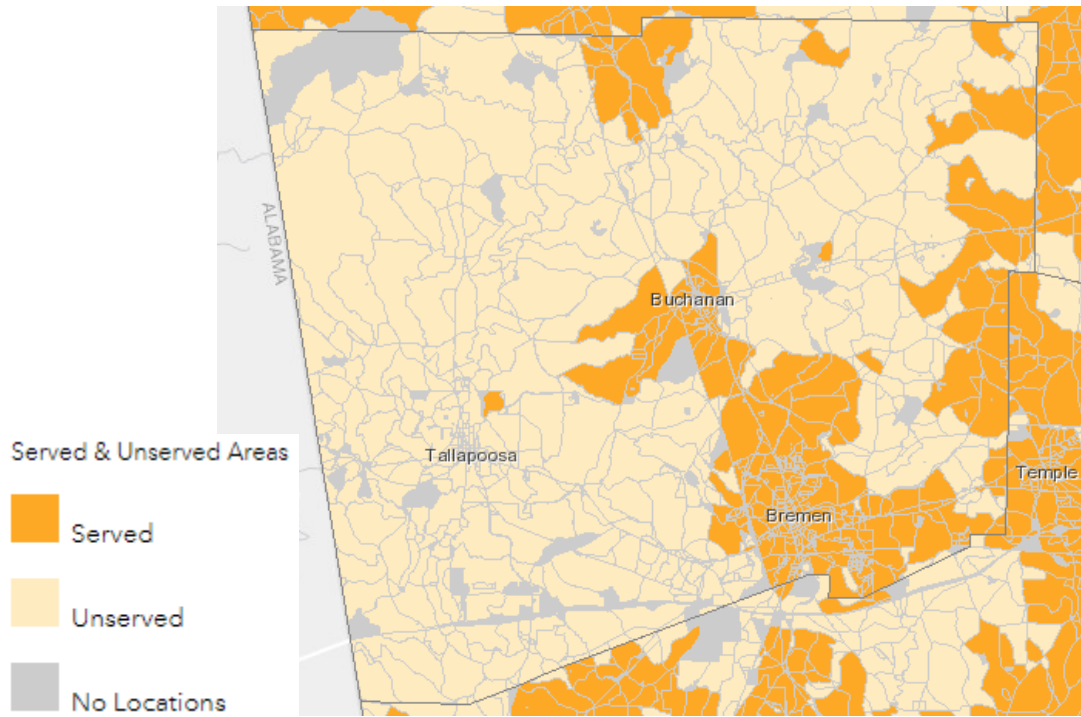 ALABAMA
Buchanan
Tallapoosa
Temple
Bremen
Served & Unserved Areas
Served
Unserved
No Locations